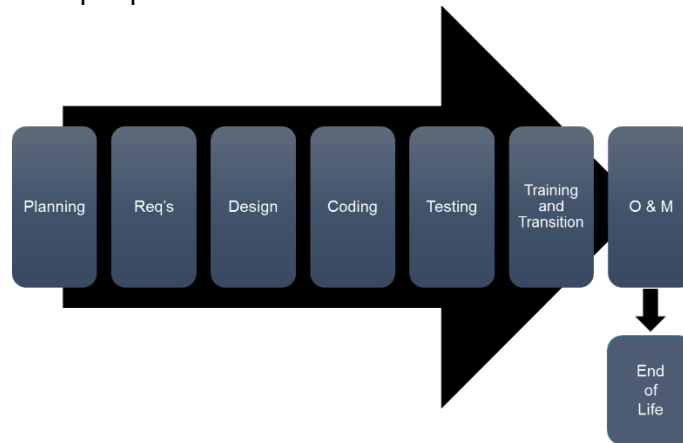 Planning
Req's
Design
Coding
Testing
Training
and
Transition
O & M
End
of
Life